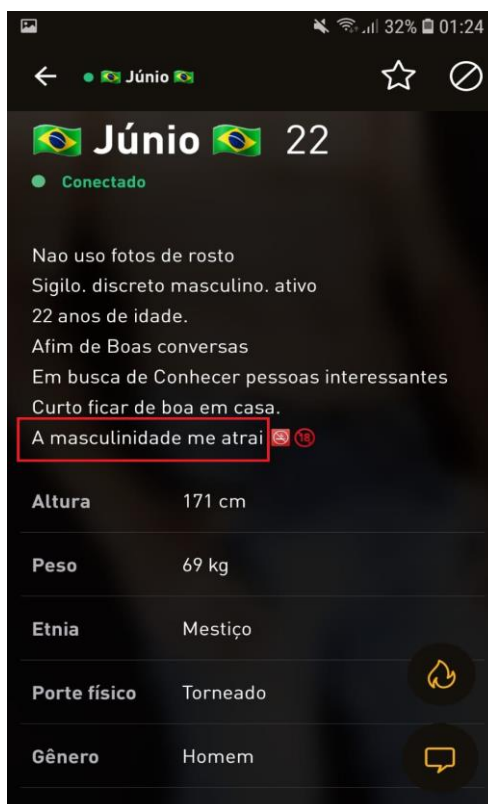 32% 01:24
Júnio
Júnio 22
Conectado
Nao uso fotos de rosto
Sigilo. discreto masculino. ativo
22 anos de idade.
Afim de Boas conversas
Em busca de Conhecer pessoas interessantes
Curto ficar de boa em casa.
A masculinidade me atrai 🔞
Altura 171 cm
Peso 69 kg
Etnia Mestiço
Porte físico Torneado
Gênero Homem